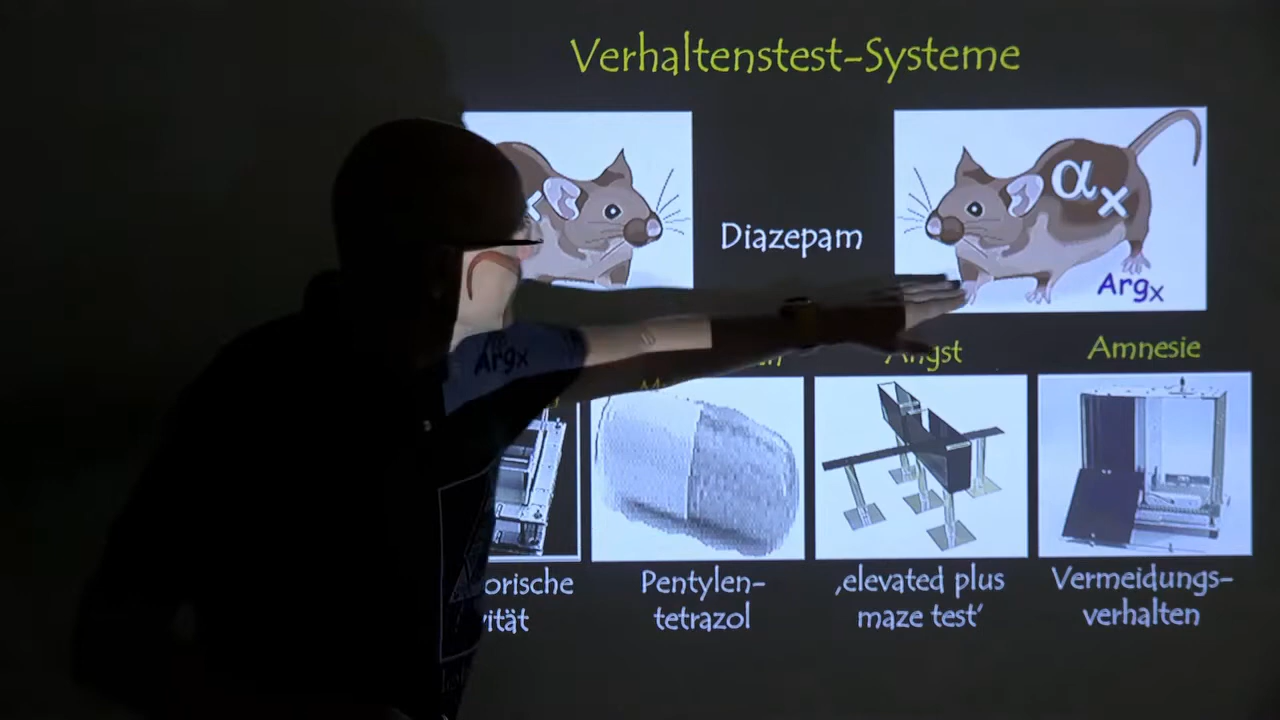 Verhaltenstest-Systeme
Diazepam
αx
Argx
Argx
Angst
Amnesie
orische
vität
Pentylen-
tetrazol
‚elevated plus
maze test‘
Vermeidungs-
verhalten